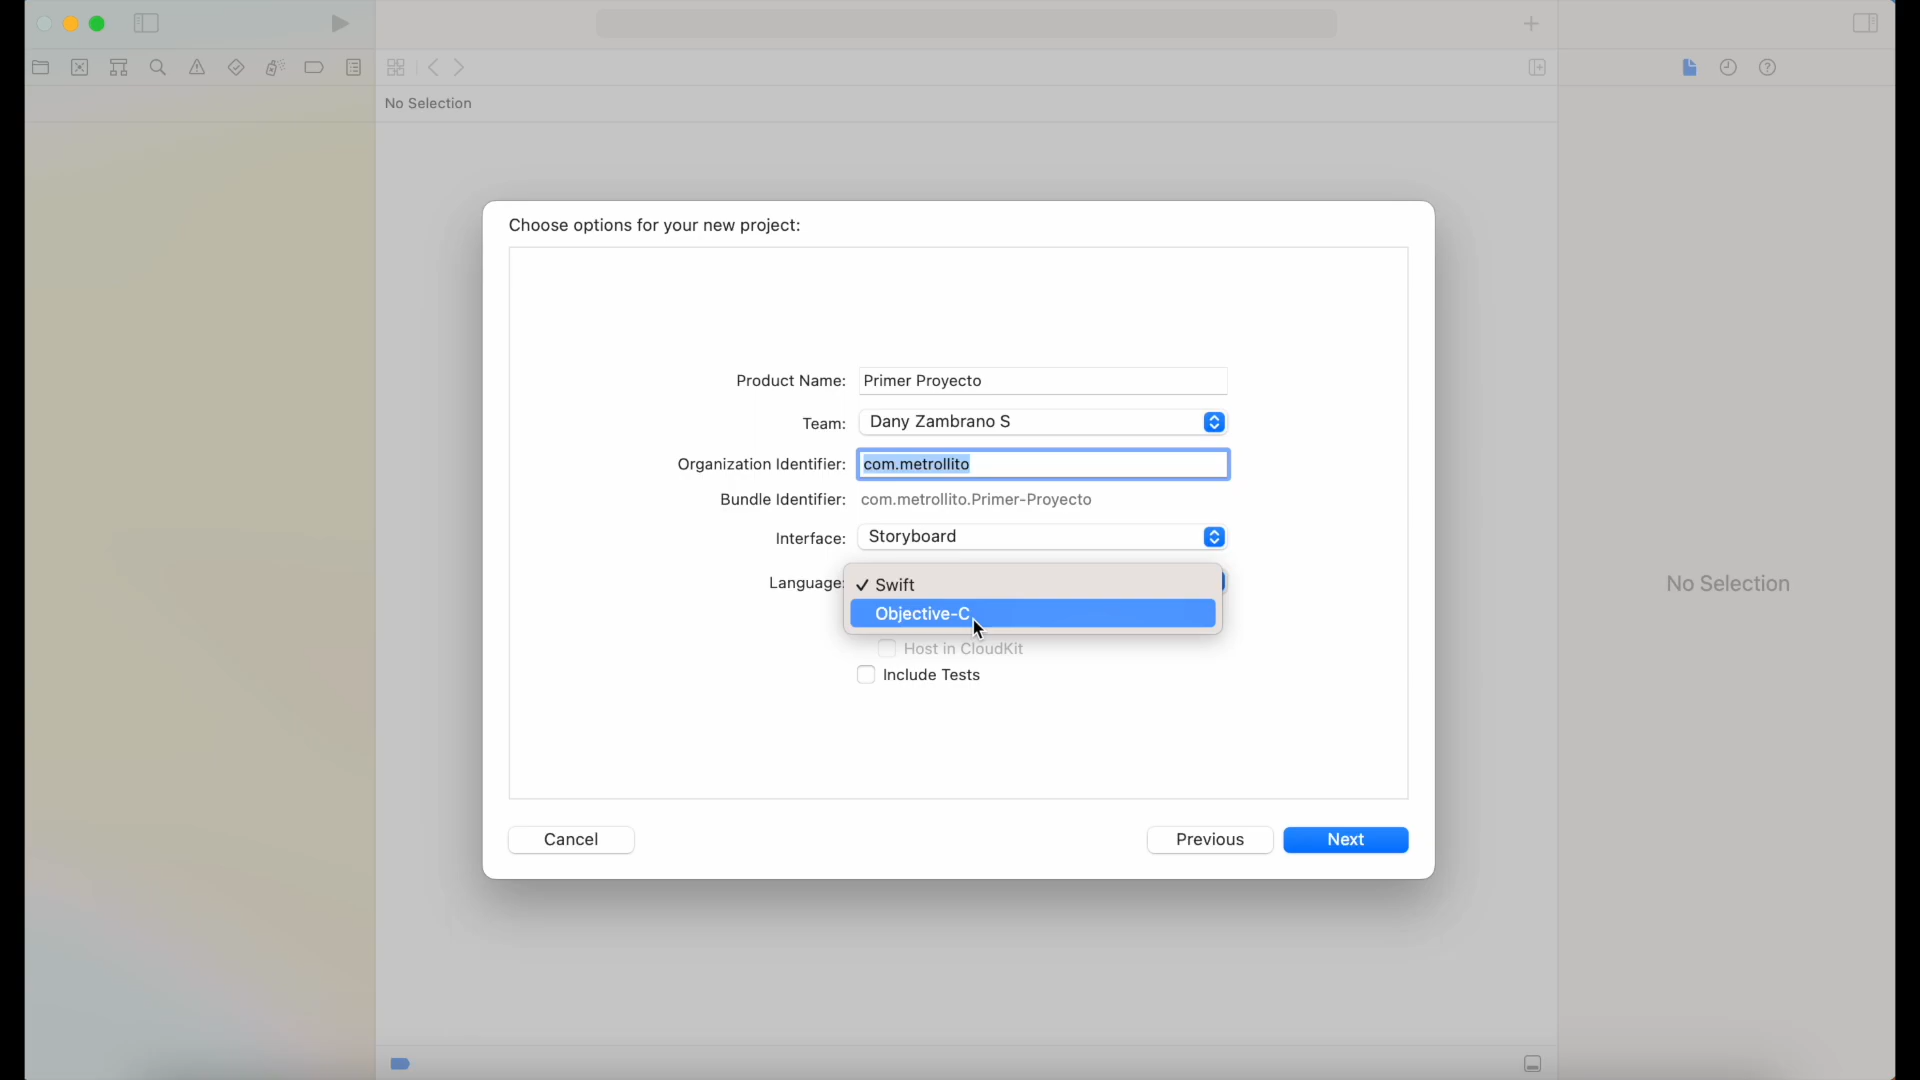 No Selection
Choose options for your new project:
Product Name: Primer Proyecto
Team: Dany Zambrano S
Organization Identifier: com.metrollito
Bundle Identifier: com.metrollito.Primer-Proyecto
Interface: Storyboard
Language: ✓ Swift
Objective-C
Host in CloudKit
Include Tests
No Selection
Cancel
Previous
Next